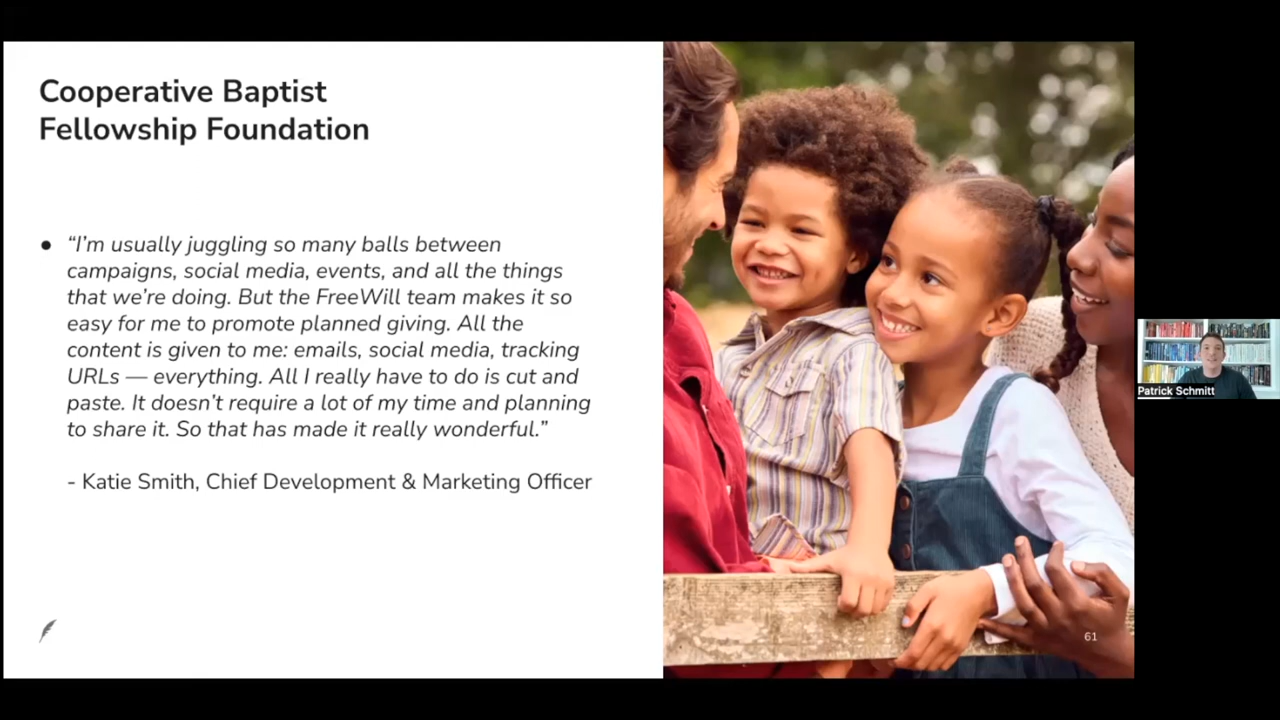 Cooperative Baptist
Fellowship Foundation
● “I’m usually juggling so many balls between
campaigns, social media, events, and all the things
that we’re doing. But the FreeWill team makes it so
easy for me to promote planned giving. All the
content is given to me: emails, social media, tracking
URLs — everything. All I really have to do is cut and
paste. It doesn’t require a lot of my time and planning
to share it. So that has made it really wonderful.”
- Katie Smith, Chief Development & Marketing Officer
61
Patrick Schmitt